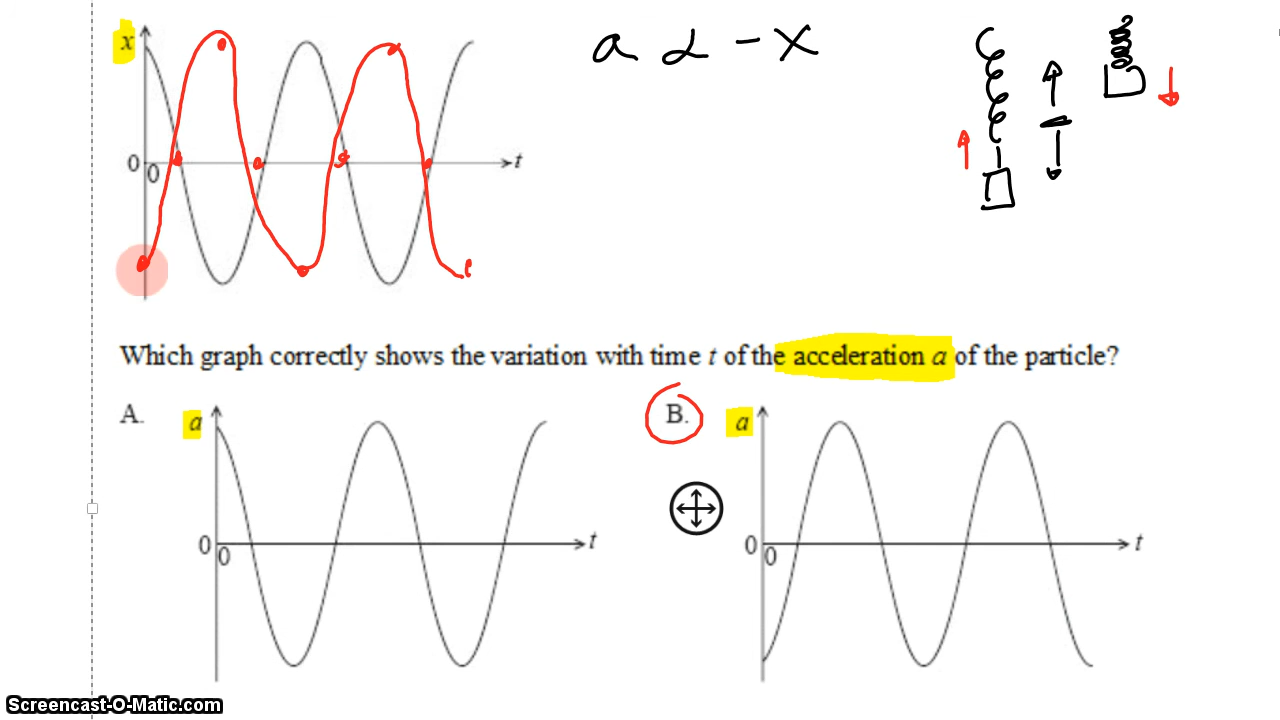 x
a α - x
0
0
t
Which graph correctly shows the variation with time t of the acceleration a of the particle?
A.
a
B.
a
0
0
t
0
0
t
Screencast-O-Matic.com